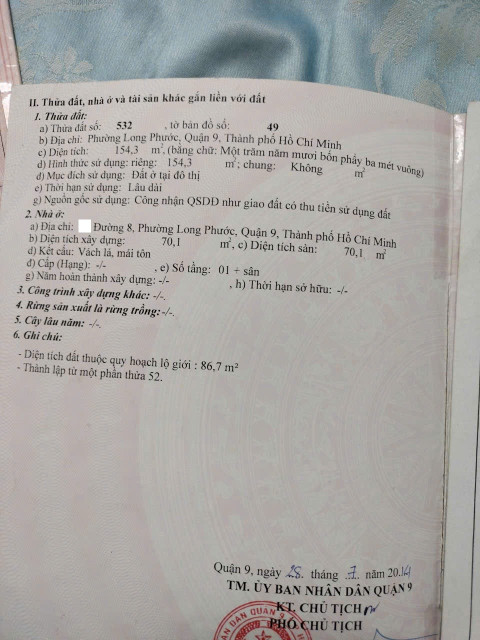 II. Thửa đất, nhà ở và tài sản khác gắn liền với đất
1. Thửa đất:
a) Thửa đất số: 532 , tờ bản đồ số: 49
b) Địa chỉ: Phường Long Phước, Quận 9, Thành phố Hồ Chí Minh
c) Diện tích: 154,3 m², (bằng chữ: Một trăm năm mươi bốn phẩy ba mét vuông)
d) Hình thức sử dụng: riêng: 154,3 m²; chung: Không m²
đ) Mục đích sử dụng: Đất ở tại đô thị
e) Thời hạn sử dụng: Lâu dài
g) Nguồn gốc sử dụng: Công nhận QSDĐ như giao đất có thu tiền sử dụng đất
2. Nhà ở:
a) Địa chỉ: Đường 8, Phường Long Phước, Quận 9, Thành phố Hồ Chí Minh
b) Diện tích xây dựng: 70,1 m², c) Diện tích sàn: 70,1 m²
d) Kết cấu: Vách lá, mái tôn
đ) Cấp (Hạng): -/- , e) Số tầng: 01 + sân
g) Năm hoàn thành xây dựng: -/- , h) Thời hạn sở hữu: -/-
3. Công trình xây dựng khác: -/-.
4. Rừng sản xuất là rừng trồng: -/-.
5. Cây lâu năm: -/-.
6. Ghi chú:
- Diện tích đất thuộc quy hoạch lộ giới : 86,7 m²
- Thành lập từ một phần thửa 52.
Quận 9, ngày 28 tháng 7 năm 2014
TM. ỦY BAN NHÂN DÂN QUẬN 9
KT. CHỦ TỊCH
PHÓ CHỦ TỊCH